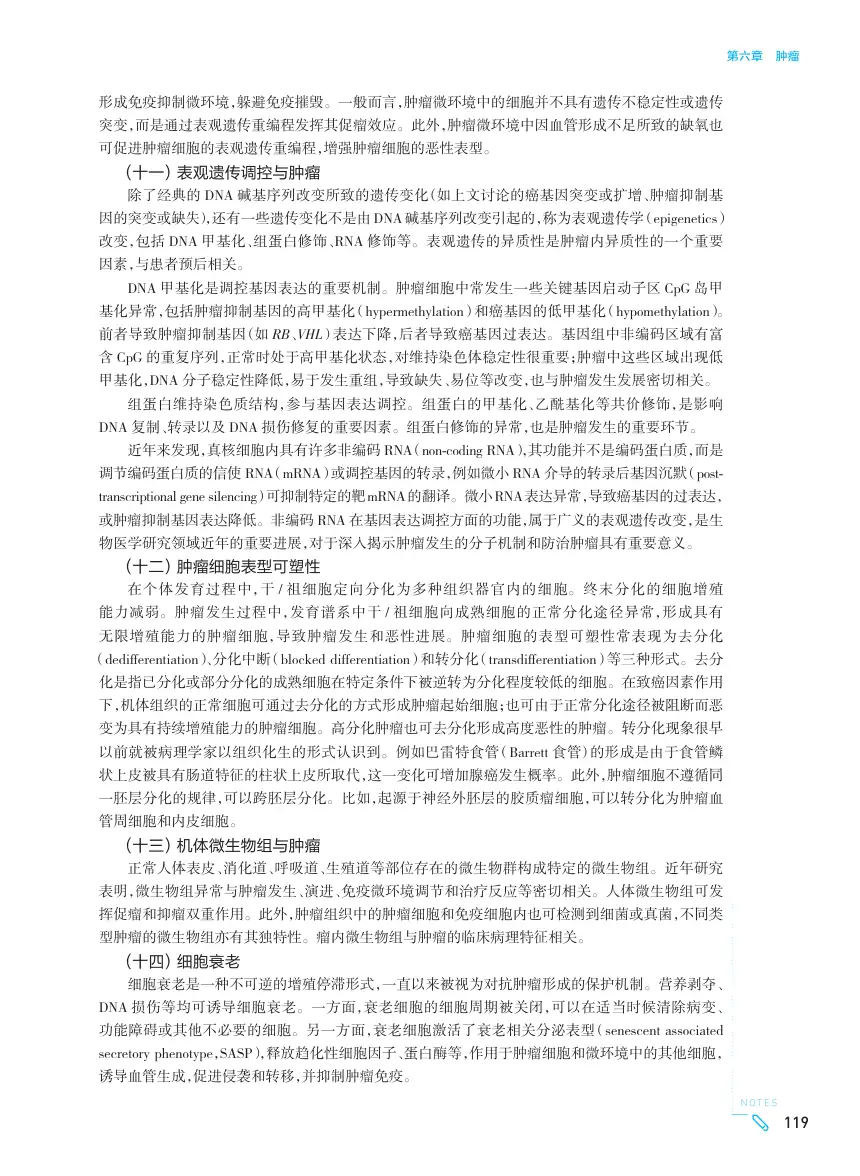 第六章 肿瘤
形成免疫抑制微环境,躲避免疫摧毁。一般而言,肿瘤微环境中的细胞并不具有遗传不稳定性或遗传
突变,而是通过表观遗传重编程发挥其促瘤效应。此外,肿瘤微环境中因血管形成不足所致的缺氧也
可促进肿瘤细胞的表观遗传重编程,增强肿瘤细胞的恶性表型。
(十一)表观遗传调控与肿瘤
除了经典的 DNA 碱基序列改变所致的遗传变化(如上文讨论的癌基因突变或扩增、肿瘤抑制基
因的突变或缺失),还有一些遗传变化不是由 DNA 碱基序列改变引起的,称为表观遗传学(epigenetics)
改变,包括 DNA 甲基化、组蛋白修饰、RNA 修饰等。表观遗传的异质性是肿瘤内异质性的一个重要
因素,与患者预后相关。
DNA 甲基化是调控基因表达的重要机制。肿瘤细胞中常发生一些关键基因启动子区 CpG 岛甲
基化异常,包括肿瘤抑制基因的高甲基化(hypermethylation)和癌基因的低甲基化(hypomethylation)。
前者导致肿瘤抑制基因(如 RB、VHL)表达下降,后者导致癌基因过表达。基因组中非编码区域有富
含 CpG 的重复序列,正常时处于高甲基化状态,对维持染色体稳定性很重要;肿瘤中这些区域出现低
甲基化,DNA 分子稳定性降低,易于发生重组,导致缺失、易位等改变,也与肿瘤发生发展密切相关。
组蛋白维持染色质结构,参与基因表达调控。组蛋白的甲基化、乙酰基化等共价修饰,是影响
DNA 复制、转录以及 DNA 损伤修复的重要因素。组蛋白修饰的异常,也是肿瘤发生的重要环节。
近年来发现,真核细胞内具有许多非编码 RNA(non-coding RNA),其功能并不是编码蛋白质,而是
调节编码蛋白质的信使 RNA(mRNA)或调控基因的转录,例如微小 RNA 介导的转录后基因沉默(post-
transcriptional gene silencing)可抑制特定的靶 mRNA 的翻译。微小 RNA 表达异常,导致癌基因的过表达,
或肿瘤抑制基因表达降低。非编码 RNA 在基因表达调控方面的功能,属于广义的表观遗传改变,是生
物医学研究领域近年的重要进展,对于深入揭示肿瘤发生的分子机制和防治肿瘤具有重要意义。
(十二)肿瘤细胞表型可塑性
在个体发育过程中,干 / 祖细胞定向分化为多种组织器官内的细胞。终末分化的细胞增殖
能力减弱。肿瘤发生过程中,发育谱系中干 / 祖细胞向成熟细胞的正常分化途径异常,形成具有
无限增殖能力的肿瘤细胞,导致肿瘤发生和恶性进展。肿瘤细胞的表型可塑性常表现为去分化
(dedifferentiation)、分化中断(blocked differentiation)和转分化(transdifferentiation)等三种形式。去分
化是指已分化或部分分化的成熟细胞在特定条件下被逆转为分化程度较低的细胞。在致癌因素作用
下,机体组织的正常细胞可通过去分化的方式形成肿瘤起始细胞;也可由于正常分化途径被阻断而恶
变为具有持续增殖能力的肿瘤细胞。高分化肿瘤也可去分化形成高度恶性的肿瘤。转分化现象很早
以前就被病理学家以组织化生的形式认识到。例如巴雷特食管(Barrett 食管)的形成是由于食管鳞
状上皮被具有肠道特征的柱状上皮所取代,这一变化可增加腺癌发生概率。此外,肿瘤细胞不遵循同
一胚层分化的规律,可以跨胚层分化。比如,起源于神经外胚层的胶质瘤细胞,可以转分化为肿瘤血
管周细胞和内皮细胞。
(十三)机体微生物组与肿瘤
正常人体表皮、消化道、呼吸道、生殖道等部位存在的微生物群构成特定的微生物组。近年研究
表明,微生物组异常与肿瘤发生、演进、免疫微环境调节和治疗反应等密切相关。人体微生物组可发
挥促瘤和抑瘤双重作用。此外,肿瘤组织中的肿瘤细胞和免疫细胞内也可检测到细菌或真菌,不同类
型肿瘤的微生物组亦有其独特性。瘤内微生物组与肿瘤的临床病理特征相关。
(十四)细胞衰老
细胞衰老是一种不可逆的增殖停滞形式,一直以来被视为对抗肿瘤形成的保护机制。营养剥夺、
DNA 损伤等均可诱导细胞衰老。一方面,衰老细胞的细胞周期被关闭,可以在适当时候清除病变、
功能障碍或其他不必要的细胞。另一方面,衰老细胞激活了衰老相关分泌表型(senescent associated
secretory phenotype,SASP),释放趋化性细胞因子、蛋白酶等,作用于肿瘤细胞和微环境中的其他细胞,
诱导血管生成,促进侵袭和转移,并抑制肿瘤免疫。
NOTES
119